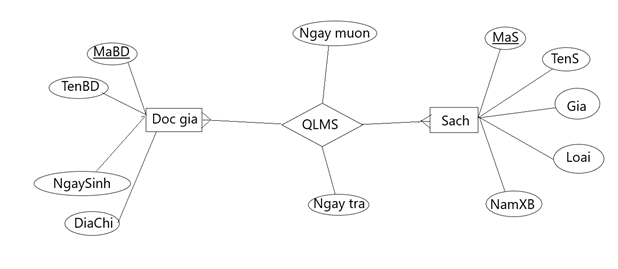 Ngay muon
MaS
MaBD
TenS
TenBD
Gia
Doc gia
QLMS
Sach
Loai
NgaySinh
NamXB
Ngay tra
DiaChi